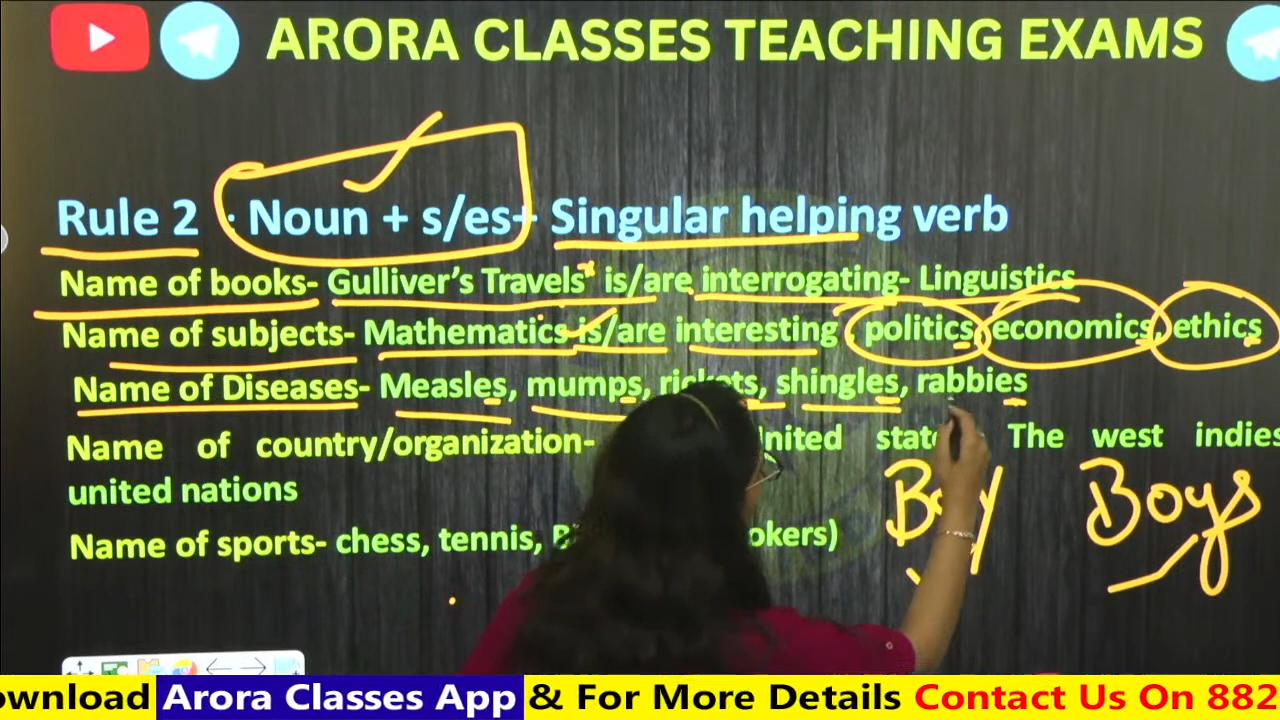 ARORA CLASSES TEACHING EXAMS
Rule 2 : Noun + s/es+ Singular helping verb
Name of books- Gulliver's Travels is/are interrogating- Linguistics
Name of subjects- Mathematics is/are interesting politics economics ethics
Name of Diseases- Measles, mumps, rickets, shingles, rabbies
Name of country/organization- The west indies
united nations
Name of sports- chess, tennis,
Boy Boys
ownload Arora Classes App & For More Details Contact Us On 882